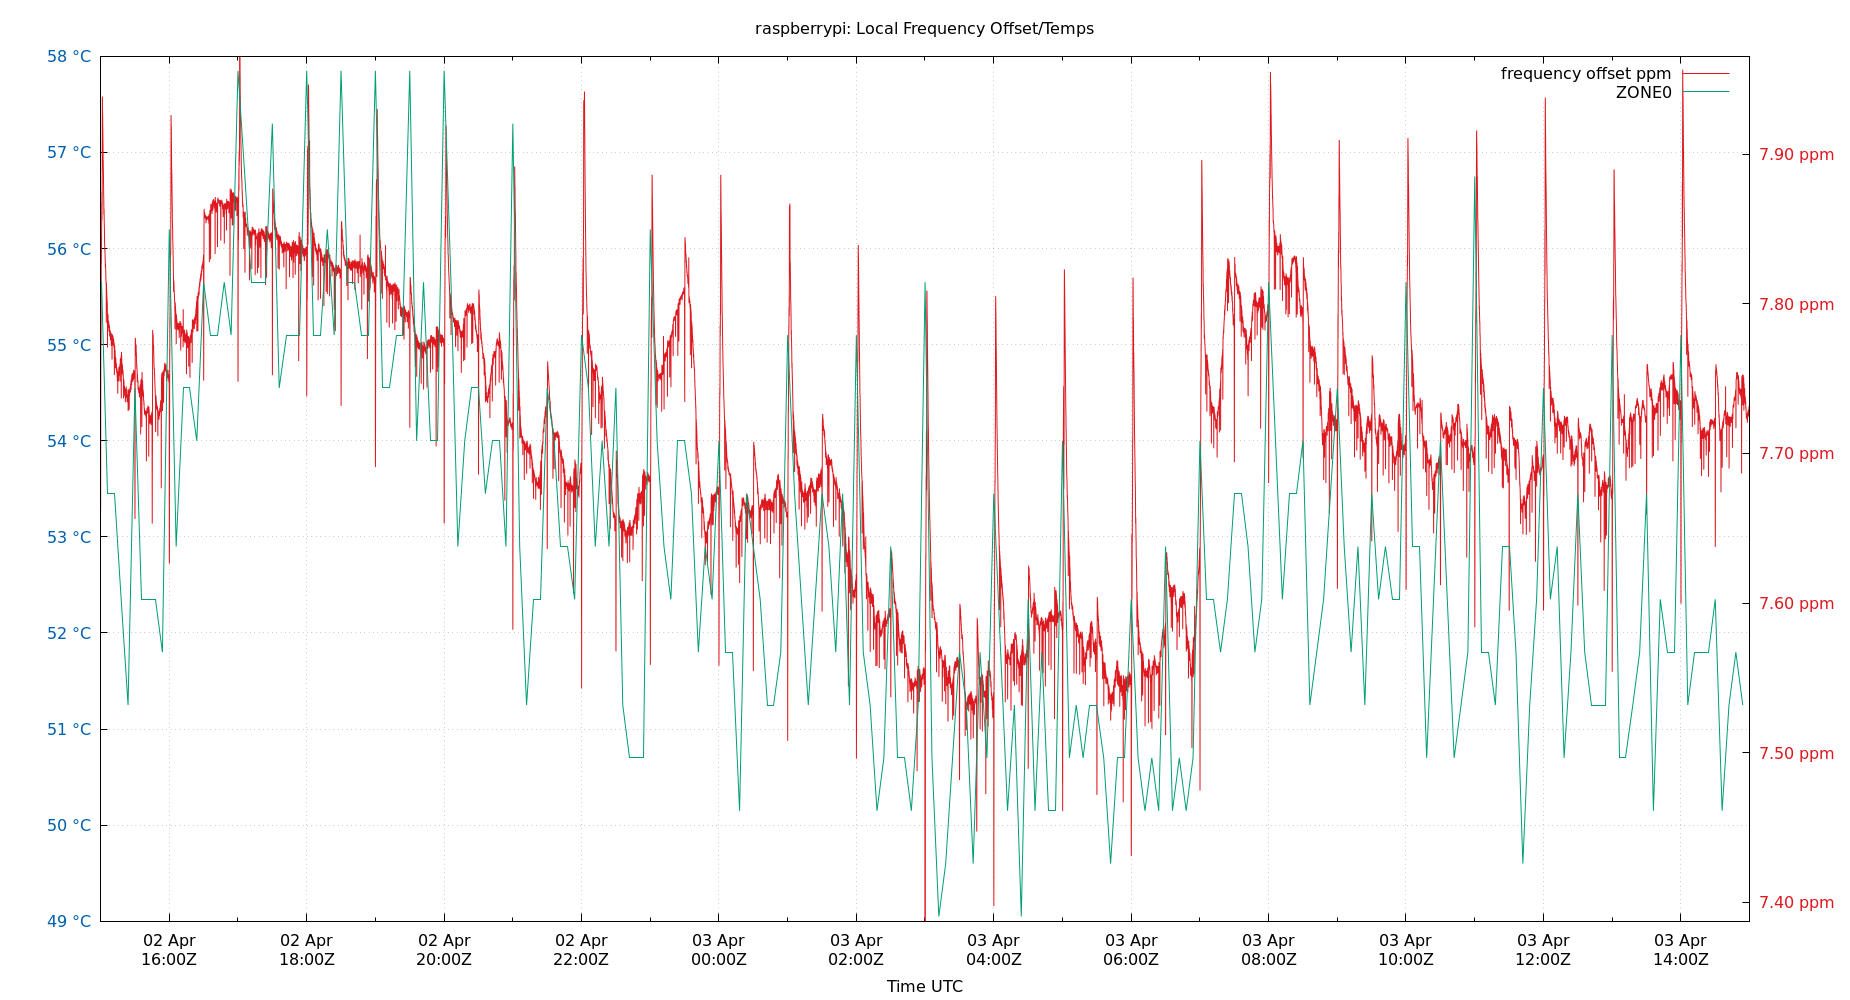 raspberrypi: Local Frequency Offset/Temps
frequency offset ppm
ZONE0
58 °C
57 °C
56 °C
55 °C
54 °C
53 °C
52 °C
51 °C
50 °C
49 °C
7.90 ppm
7.80 ppm
7.70 ppm
7.60 ppm
7.50 ppm
7.40 ppm
02 Apr
16:00Z
02 Apr
18:00Z
02 Apr
20:00Z
02 Apr
22:00Z
03 Apr
00:00Z
03 Apr
02:00Z
03 Apr
04:00Z
03 Apr
06:00Z
03 Apr
08:00Z
03 Apr
10:00Z
03 Apr
12:00Z
03 Apr
14:00Z
Time UTC